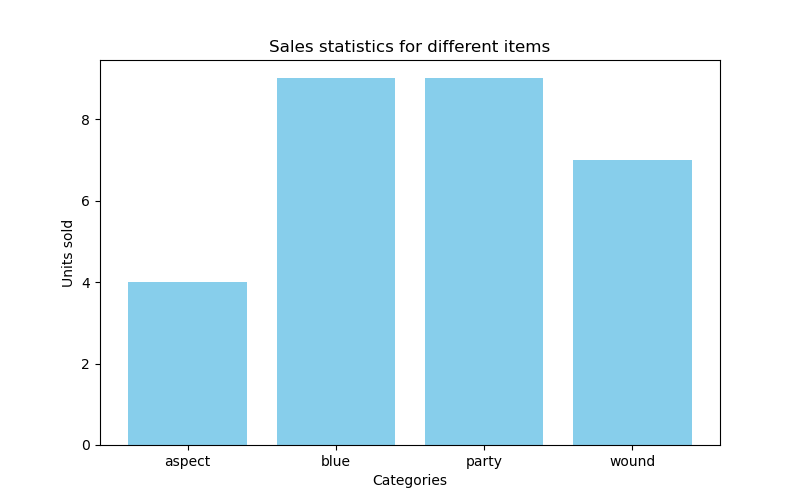 Sales statistics for different items
Units sold
8
6
4
2
0
aspect blue party wound
Categories